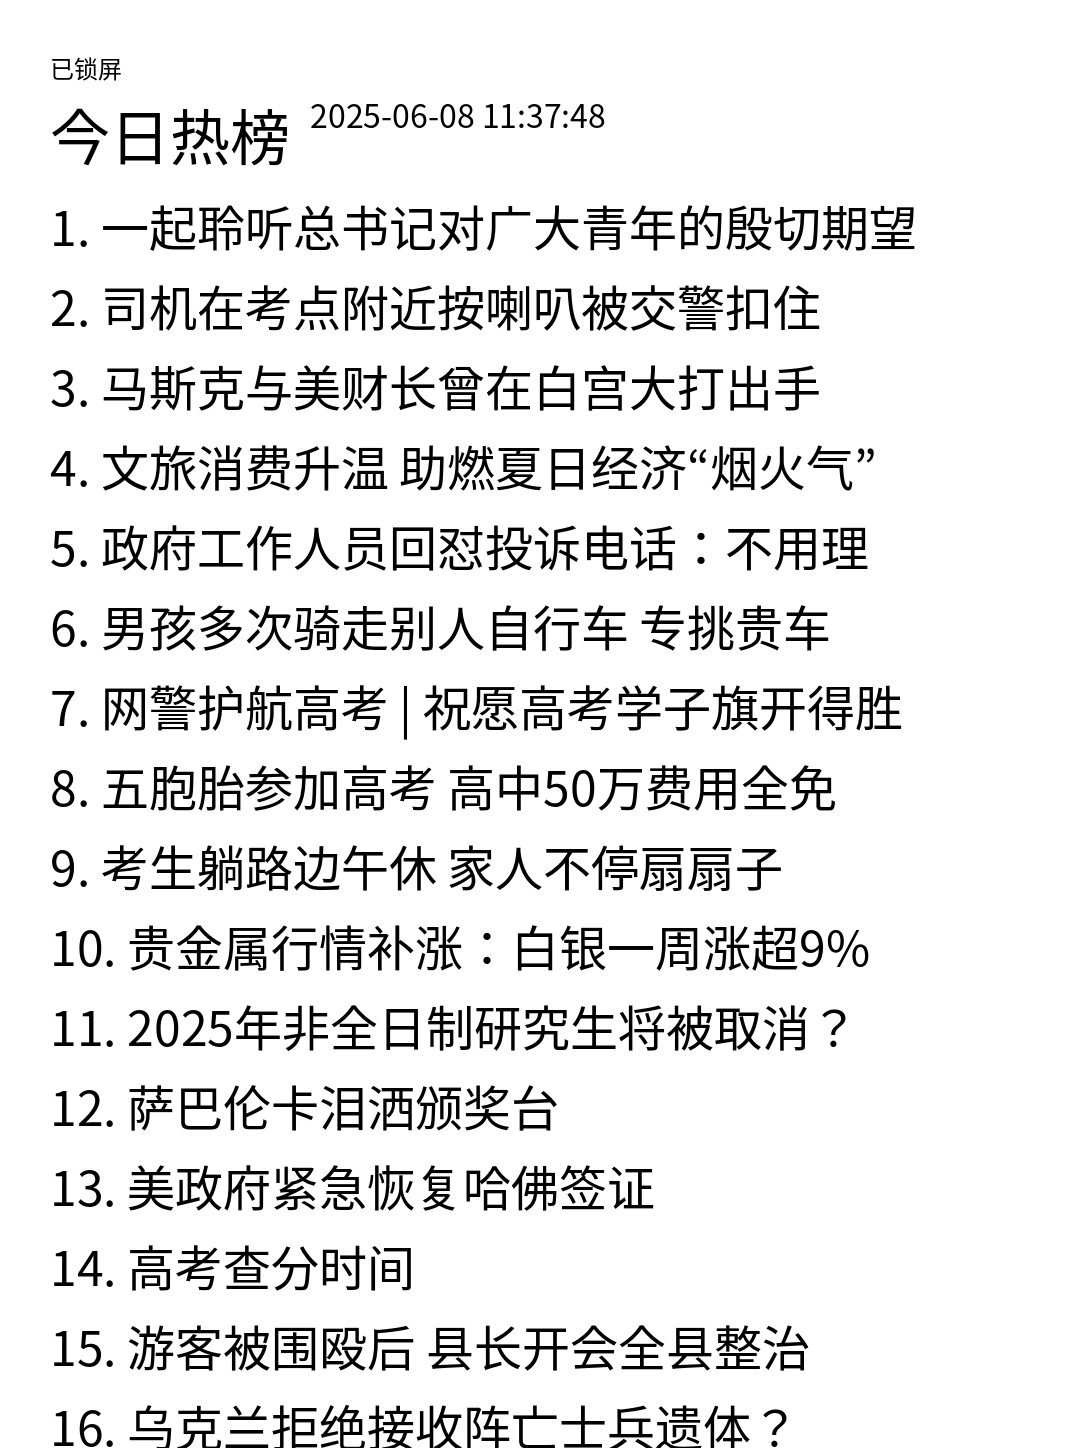 已锁屏
今日热榜 2025-06-08 11:37:48
1. 一起聆听总书记对广大青年的殷切期望
2. 司机在考点附近按喇叭被交警扣住
3. 马斯克与美财长曾在白宫大打出手
4. 文旅消费升温 助燃夏日经济“烟火气”
5. 政府工作人员回怼投诉电话：不用理
6. 男孩多次骑走别人自行车 专挑贵车
7. 网警护航高考 | 祝愿高考学子旗开得胜
8. 五胞胎参加高考 高中50万费用全免
9. 考生躺路边午休 家人不停扇扇子
10. 贵金属行情补涨：白银一周涨超9%
11. 2025年非全日制研究生将被取消？
12. 萨巴伦卡泪洒颁奖台
13. 美政府紧急恢复哈佛签证
14. 高考查分时间
15. 游客被围殴后 县长开会全县整治
16. 乌克兰拒绝接收阵亡士兵遗体？